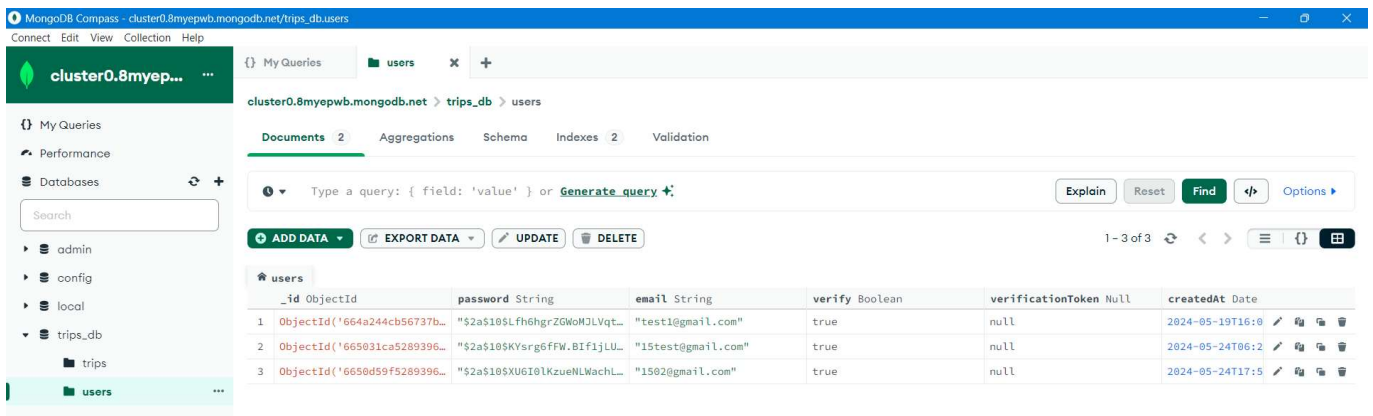 MongoDB Compass - cluster0.8myepwb.mongodb.net/trips_db.users
Connect Edit View Collection Help
cluster0.8myep... ...
{} My Queries
Performance
Databases
Search
admin
config
local
trips_db
trips
users ...
{} My Queries users
cluster0.8myepwb.mongodb.net > trips_db > users
Documents 2 Aggregations Schema Indexes 2 Validation
Type a query: { field: 'value' } or Generate query Explain Reset Find </> Options
ADD DATA EXPORT DATA UPDATE DELETE 1 – 3 of 3 {}
users
_id ObjectId password String email String verify Boolean verificationToken Null createdAt Date
1 ObjectId('664a244cb56737b… "$2a$10$Lfh6hgrZGWoMJLVqt… "test1@gmail.com" true null 2024-05-19T16:0
2 ObjectId('665031ca5289396… "$2a$10$KYsrg6fFW.BIf1jLU… "15test@gmail.com" true null 2024-05-24T06:2
3 ObjectId('6650d59f5289396… "$2a$10$XU6I0lKzueNLWachL… "1502@gmail.com" true null 2024-05-24T17:5